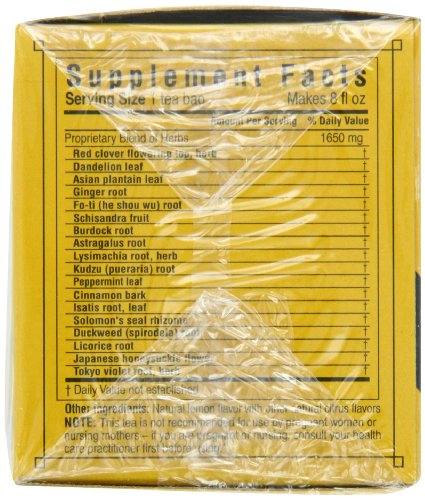 Supplement Facts
Serving Size 1 tea bag Makes 8 fl oz
Amount Per Serving % Daily Value
Proprietary Blend of Herbs 1650 mg
Red clover flowering top, herb †
Dandelion leaf †
Asian plantain leaf †
Ginger root †
Fo-ti (he shou wu) root †
Schisandra fruit †
Burdock root †
Astragalus root †
Lysimachia root, herb †
Kudzu (pueraria) root †
Peppermint leaf †
Cinnamon bark †
Isatis root, leaf †
Solomon's seal rhizome †
Duckweed (spirodela) root †
Licorice root †
Japanese honeysuckle flower †
Tokyo violet root, herb †
† Daily Value not established
Other ingredients: Natural lemon flavor with other natural citrus flavors
NOTE: This tea is not recommended for use by pregnant women or
nursing mothers– if you are pregnant or nursing, consult your health
care practitioner first before using.